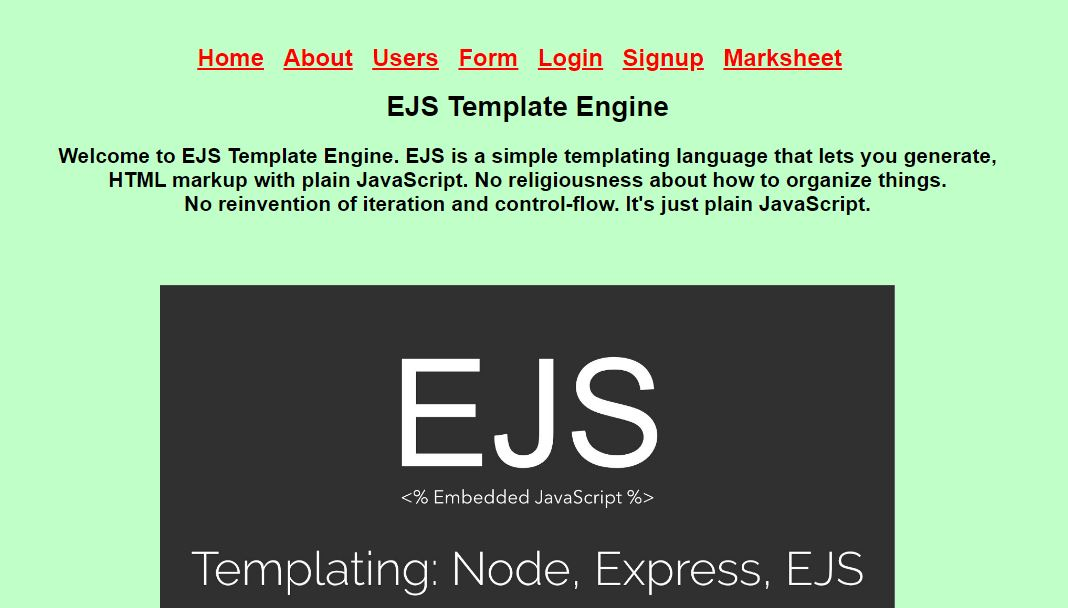 Home About Users Form Login Signup Marksheet
EJS Template Engine
Welcome to EJS Template Engine. EJS is a simple templating language that lets you generate,
HTML markup with plain JavaScript. No religiousness about how to organize things.
No reinvention of iteration and control-flow. It's just plain JavaScript.
EJS
<% Embedded JavaScript %>
Templating: Node, Express, EJS